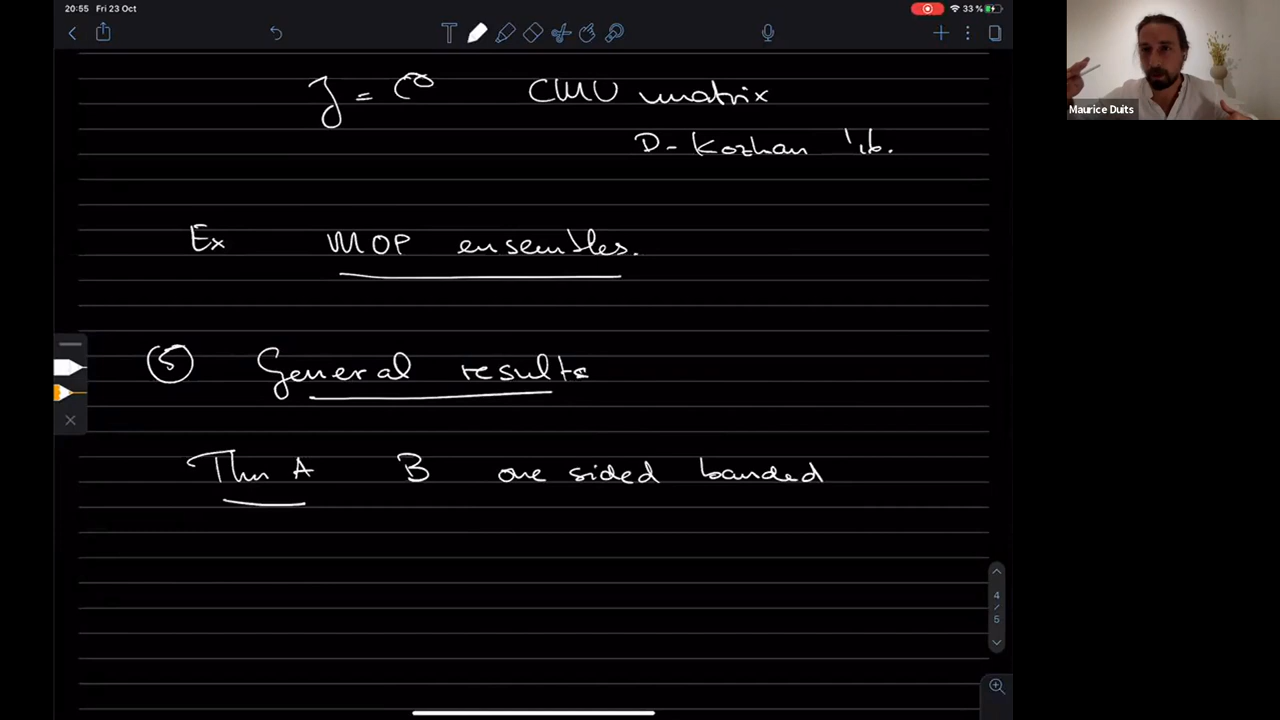 20:55 Fri 23 Oct
33 %
T
CMV matrix
D-Kozhan '16.
Maurice Duits
Ex MOP ensembles.
5 General results
Thm A B one sided banded
4
/
5